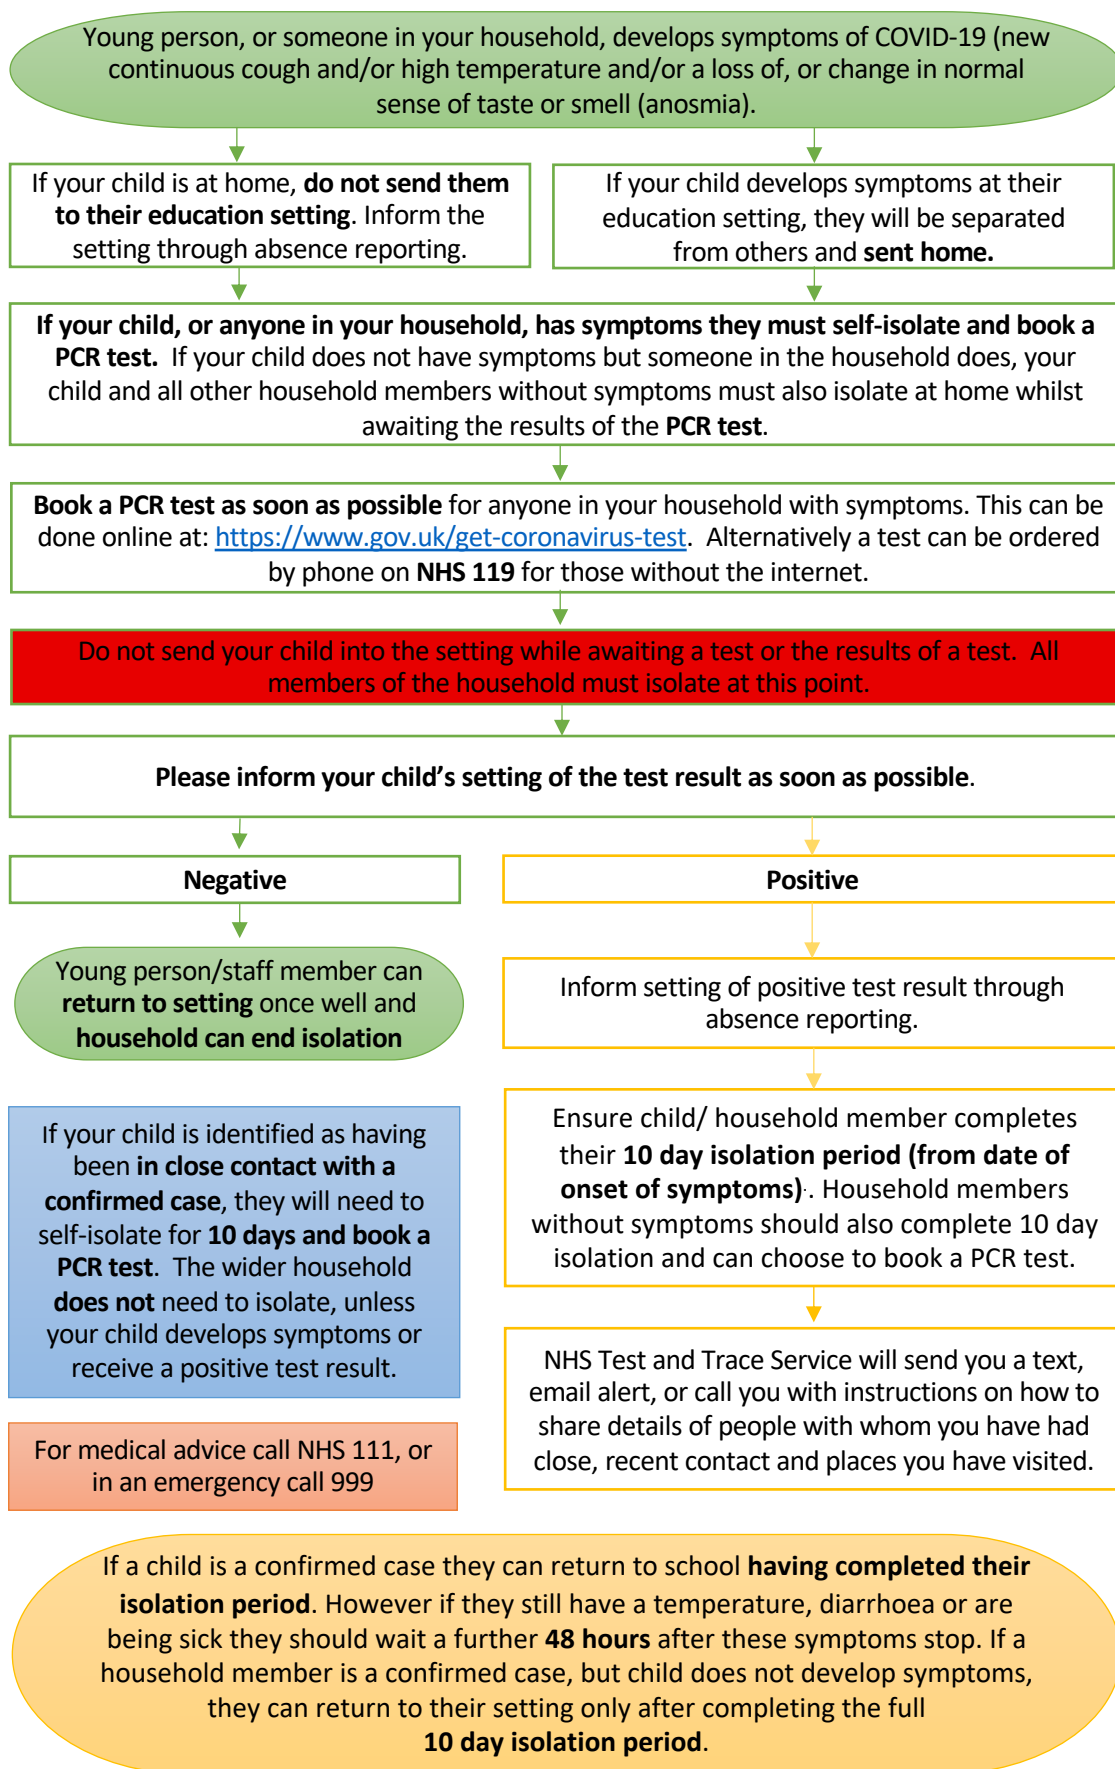 Young person, or someone in your household, develops symptoms of COVID-19 (new
continuous cough and/or high temperature and/or a loss of, or change in normal
sense of taste or smell (anosmia).
If your child is at home, do not send them
to their education setting. Inform the
setting through absence reporting.
If your child develops symptoms at their
education setting, they will be separated
from others and sent home.
If your child, or anyone in your household, has symptoms they must self-isolate and book a
PCR test. If your child does not have symptoms but someone in the household does, your
child and all other household members without symptoms must also isolate at home whilst
awaiting the results of the PCR test.
Book a PCR test as soon as possible for anyone in your household with symptoms. This can be
done online at: https://www.gov.uk/get-coronavirus-test. Alternatively a test can be ordered
by phone on NHS 119 for those without the internet.
Do not send your child into the setting while awaiting a test or the results of a test. All
members of the household must isolate at this point.
Please inform your child’s setting of the test result as soon as possible.
Negative
Young person/staff member can
return to setting once well and
household can end isolation
If your child is identified as having
been in close contact with a
confirmed case, they will need to
self-isolate for 10 days and book a
PCR test. The wider household
does not need to isolate, unless
your child develops symptoms or
receive a positive test result.
For medical advice call NHS 111, or
in an emergency call 999
Positive
Inform setting of positive test result through
absence reporting.
Ensure child/ household member completes
their 10 day isolation period (from date of
onset of symptoms).. Household members
without symptoms should also complete 10 day
isolation and can choose to book a PCR test.
NHS Test and Trace Service will send you a text,
email alert, or call you with instructions on how to
share details of people with whom you have had
close, recent contact and places you have visited.
If a child is a confirmed case they can return to school having completed their
isolation period. However if they still have a temperature, diarrhoea or are
being sick they should wait a further 48 hours after these symptoms stop. If a
household member is a confirmed case, but child does not develop symptoms,
they can return to their setting only after completing the full
10 day isolation period.